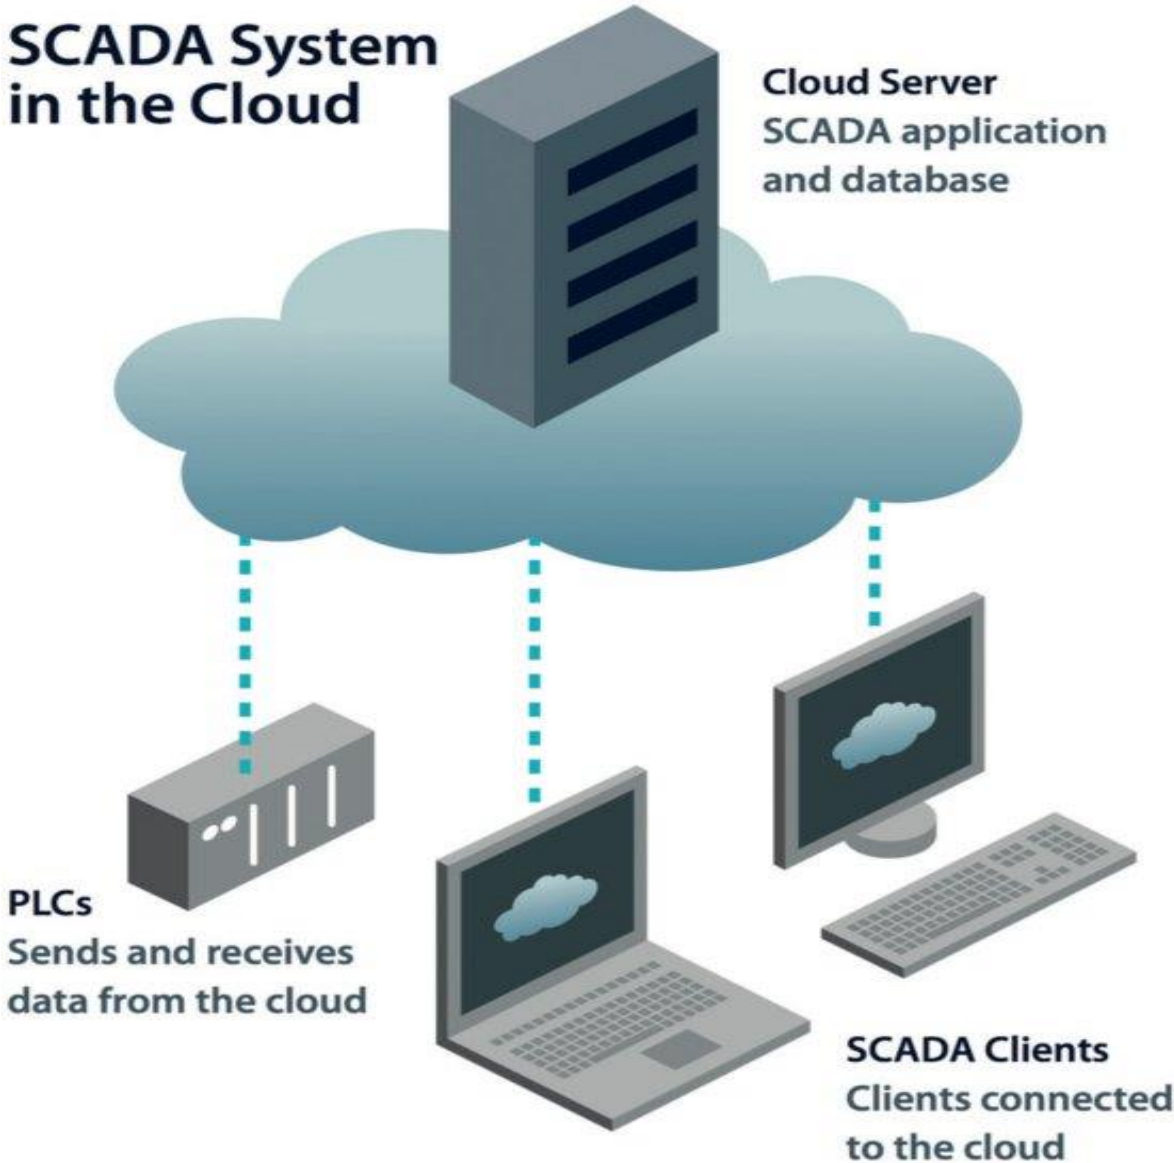 SCADA System
in the Cloud
Cloud Server
SCADA application
and database
PLCs
Sends and receives
data from the cloud
SCADA Clients
Clients connected
to the cloud